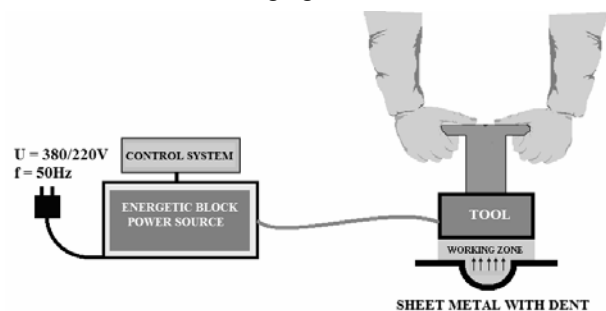 U = 380/220V
f = 50Hz
CONTROL SYSTEM
ENERGETIC BLOCK
POWER SOURCE
TOOL
WORKING ZONE
SHEET METAL WITH DENT